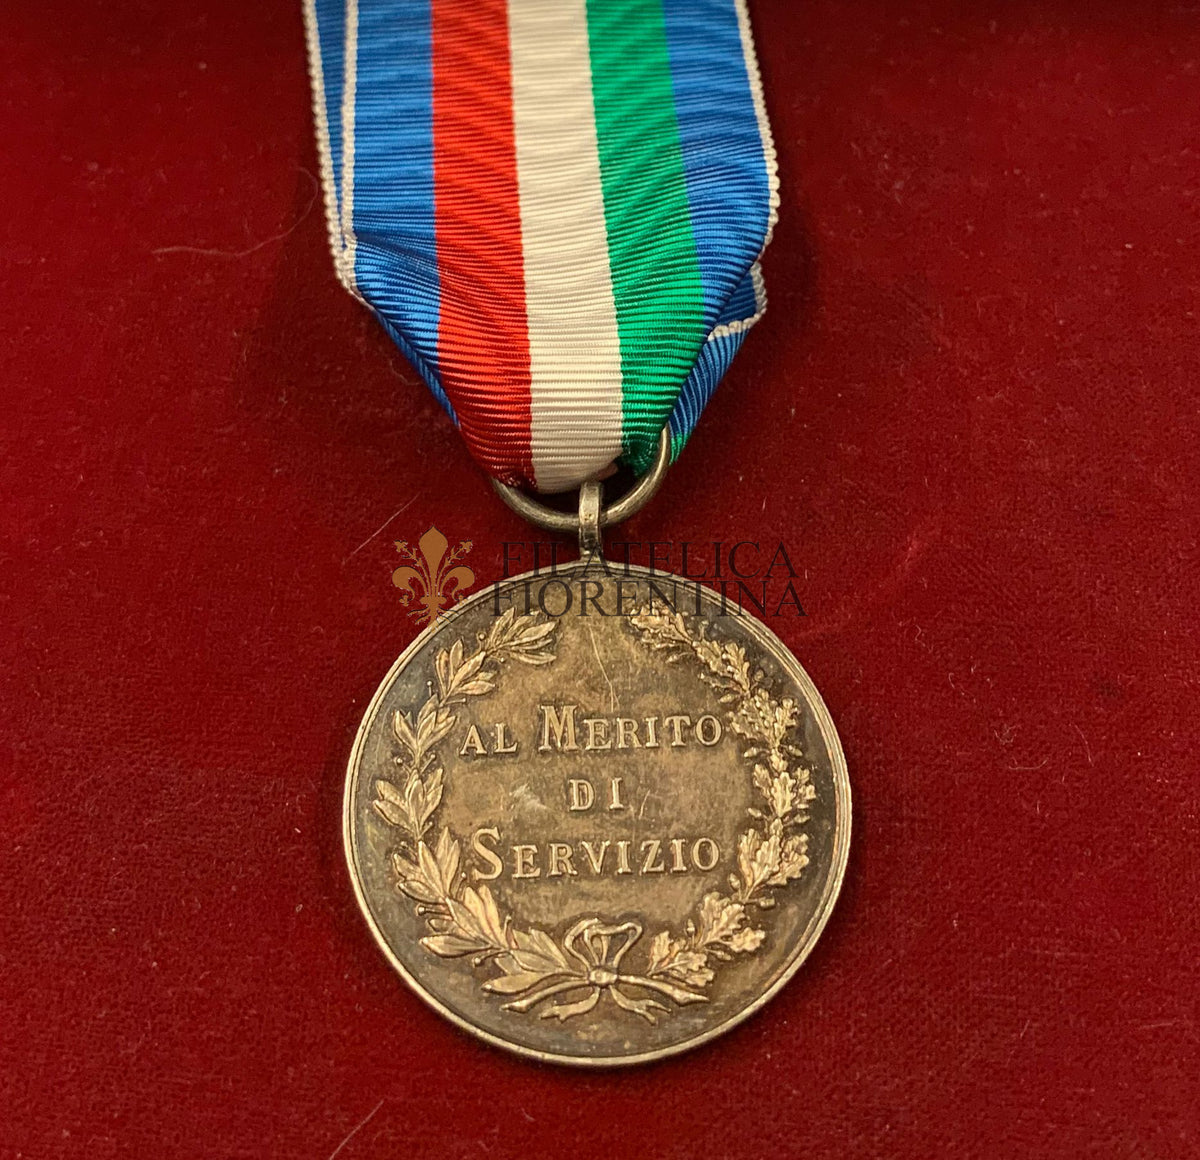 FILATELICA
FIORENTINA
AL MERITO
DI
SERVIZIO